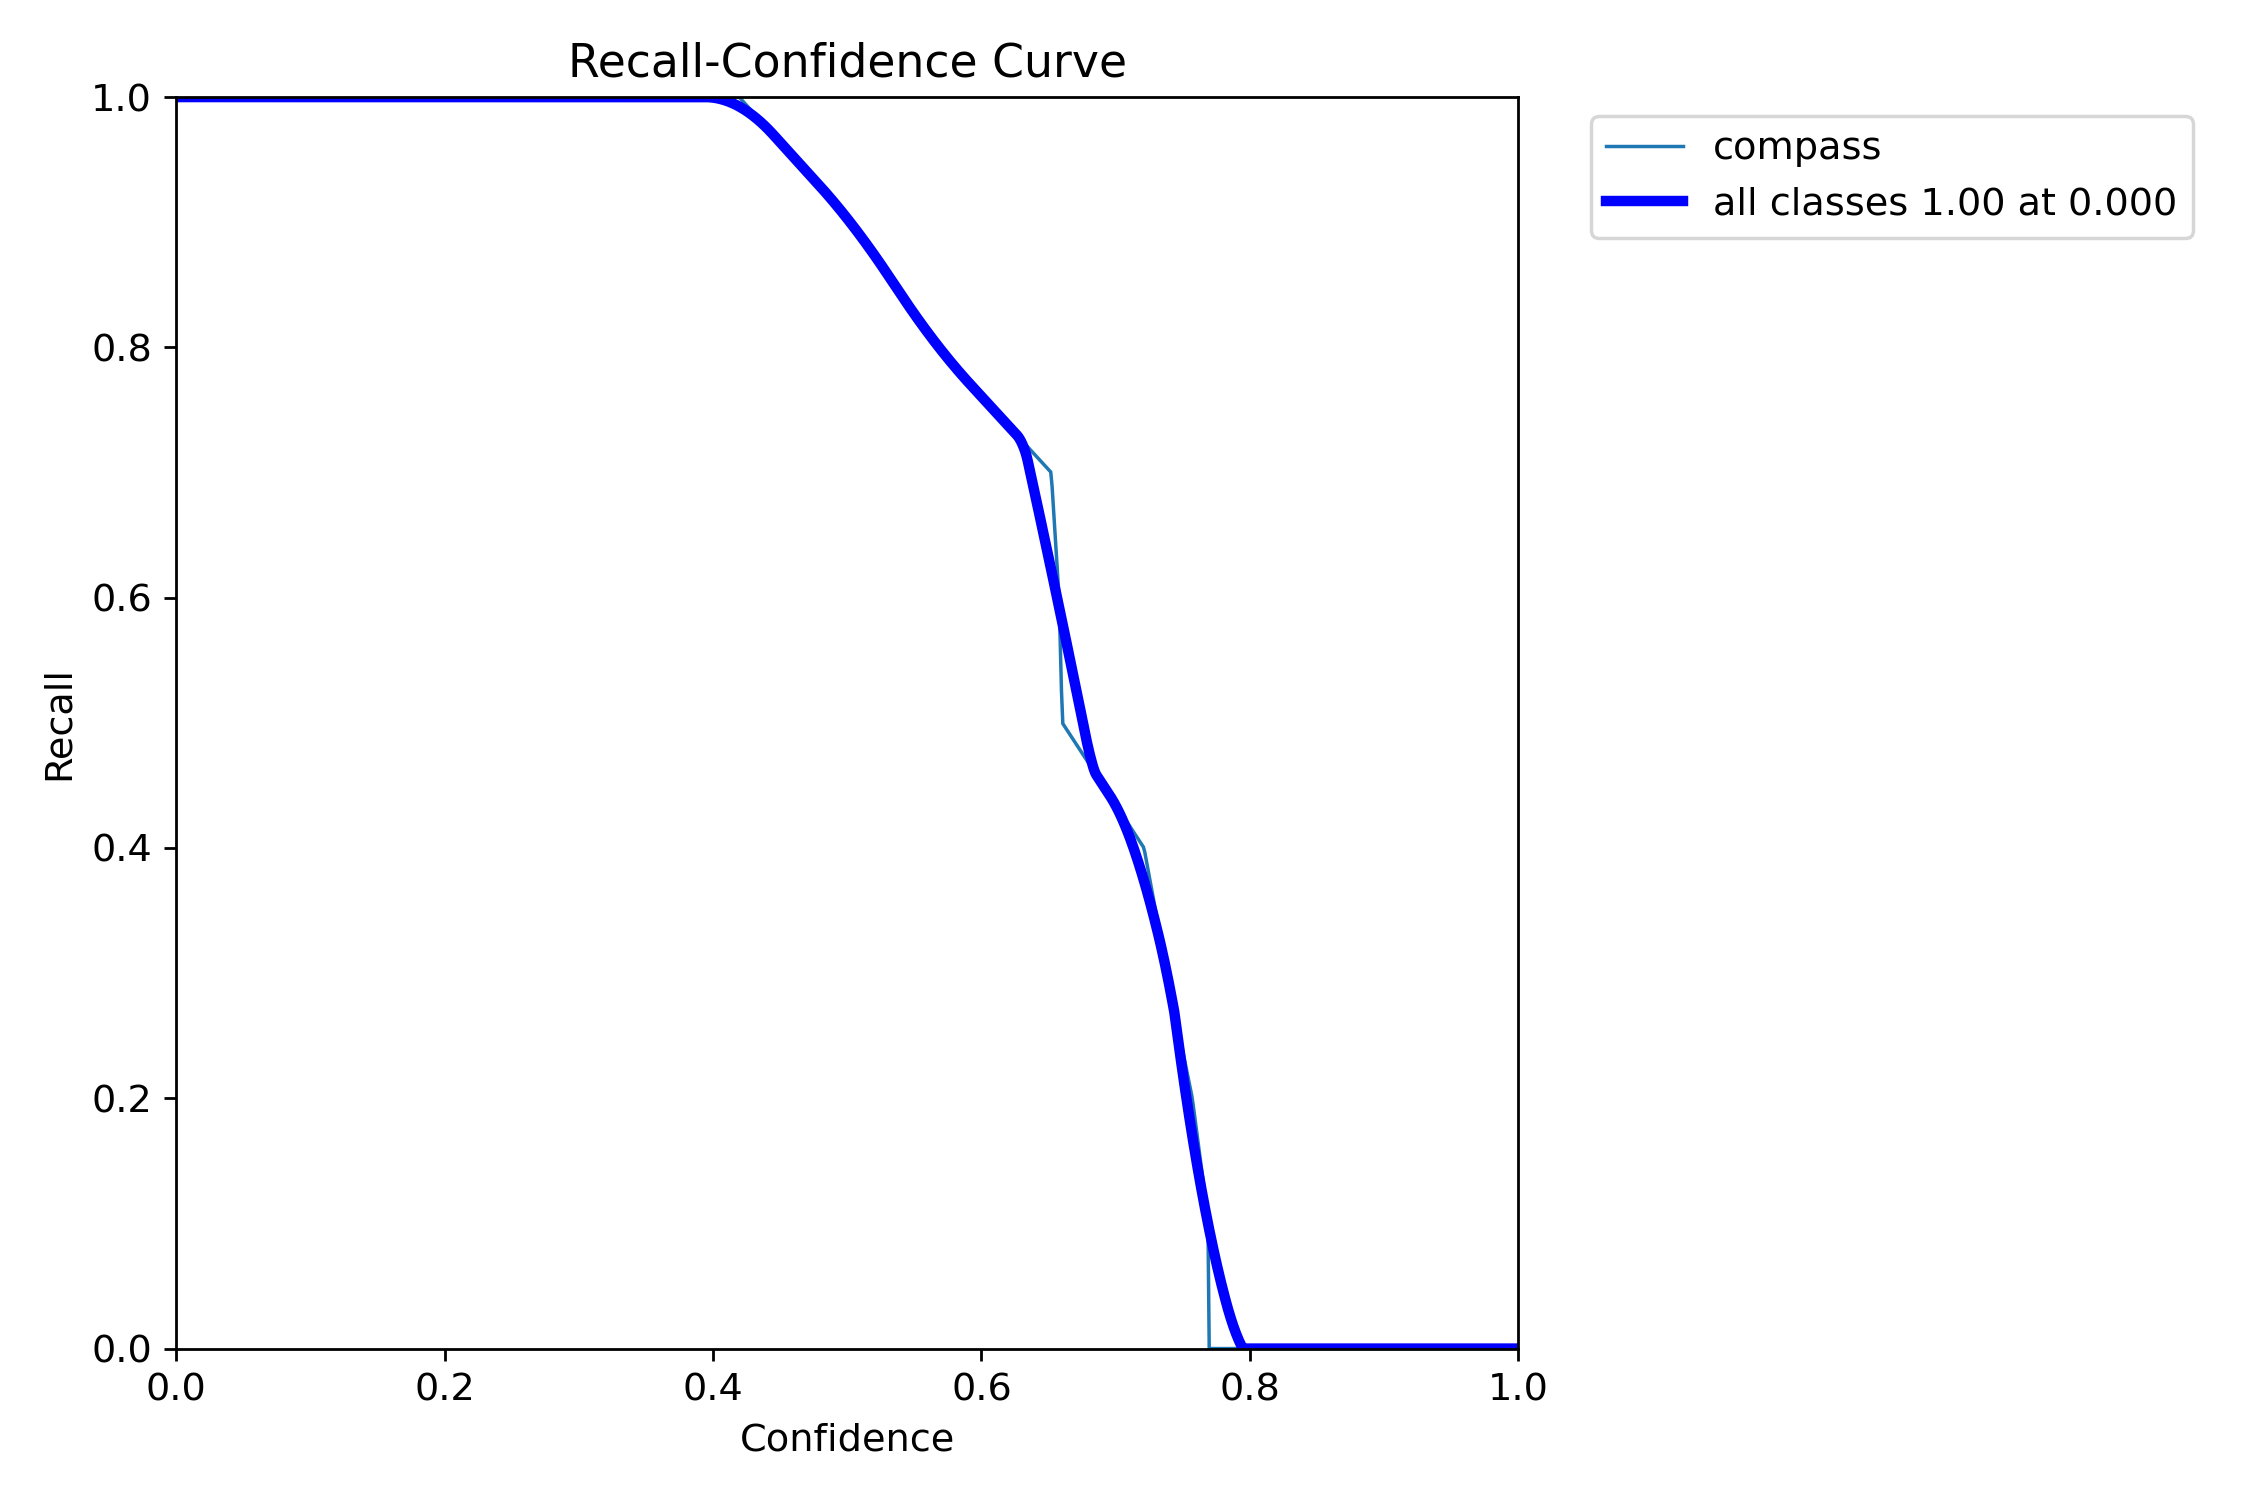 Recall-Confidence Curve
1.0
0.8
0.6
0.4
0.2
0.0
Recall
0.0 0.2 0.4 0.6 0.8 1.0
Confidence
compass
all classes 1.00 at 0.000